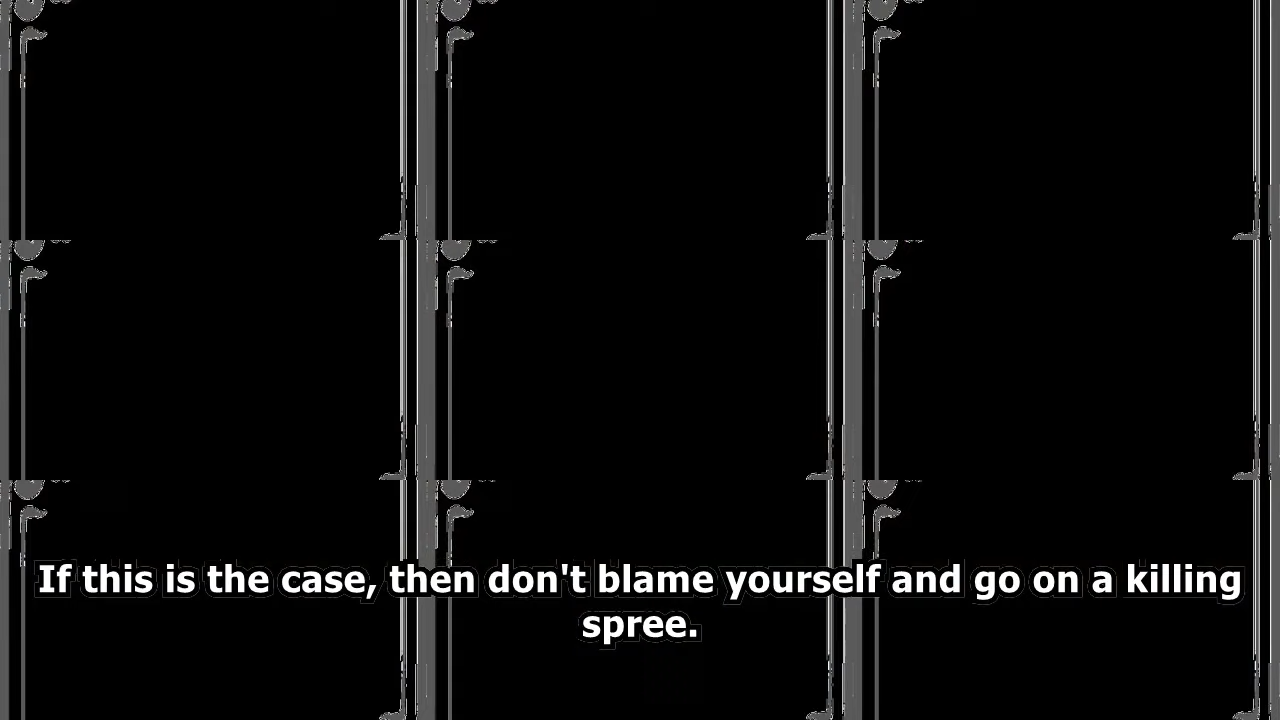 If this is the case, then don't blame yourself and go on a killing
spree.